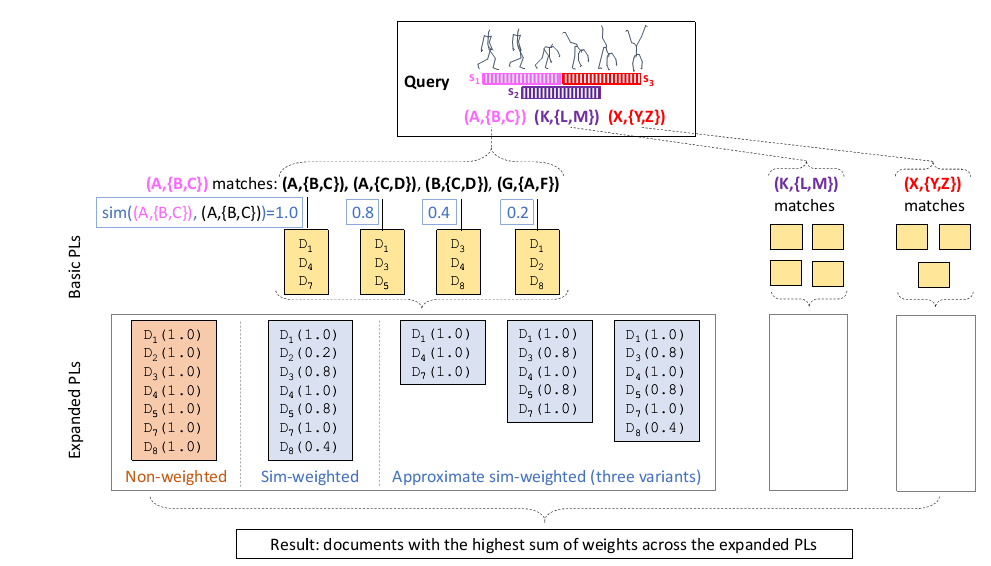 Query
s1
s3
s2
(A,{B,C}) (K,{L,M}) (X,{Y,Z})
(A,{B,C}) matches: (A,{B,C}), (A,{C,D}), (B,{C,D}), (G,{A,F})
sim((A,{B,C}), (A,{B,C}))=1.0
0.8
0.4
0.2
(K,{L,M})
matches
(X,{Y,Z})
matches
Basic PLs
D1
D4
D7
D1
D3
D5
D3
D4
D8
D1
D2
D8
Expanded PLs
D1(1.0)
D2(1.0)
D3(1.0)
D4(1.0)
D5(1.0)
D7(1.0)
D8(1.0)
Non-weighted
D1(1.0)
D2(0.2)
D3(0.8)
D4(1.0)
D5(0.8)
D7(1.0)
D8(0.4)
Sim-weighted
D1(1.0)
D4(1.0)
D7(1.0)
D1(1.0)
D3(0.8)
D4(1.0)
D5(0.8)
D7(1.0)
D1(1.0)
D3(0.8)
D4(1.0)
D5(0.8)
D7(1.0)
D8(0.4)
Approximate sim-weighted (three variants)
Result: documents with the highest sum of weights across the expanded PLs